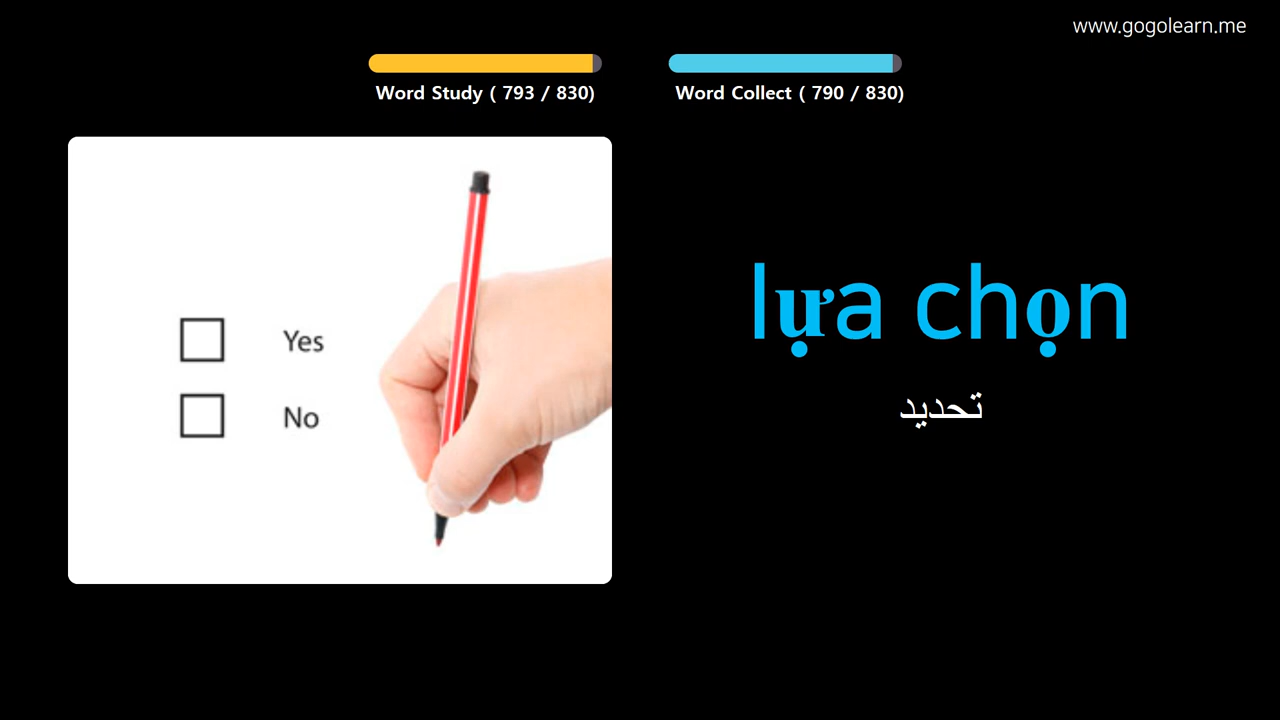 www.gogolearn.me
Word Study ( 793 / 830)
Word Collect ( 790 / 830)
Yes
No
lựa chọn
تحديد